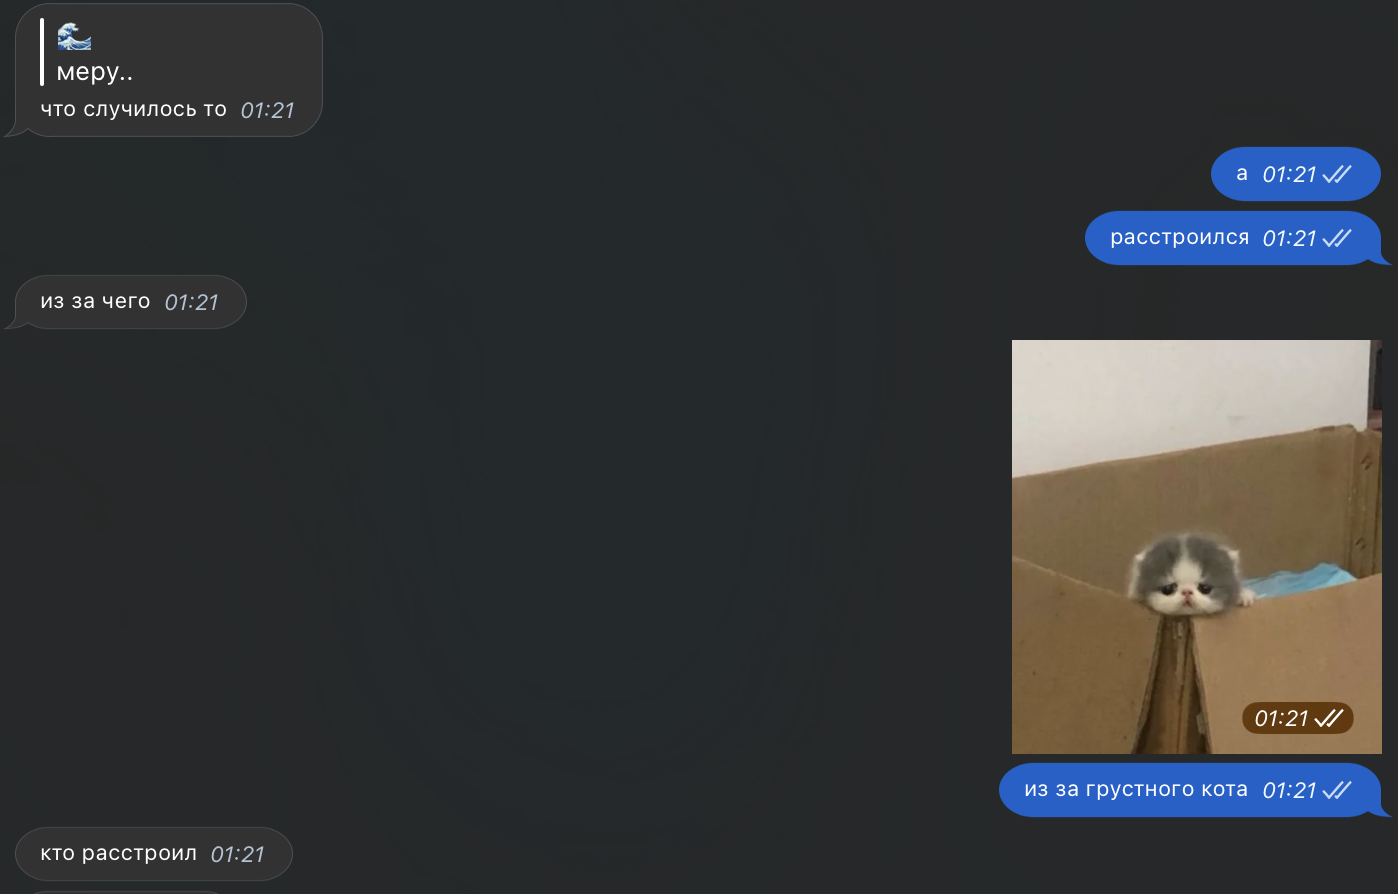 🌊
меру..
что случилось то 01:21
а 01:21
расстроился 01:21
из за чего 01:21
01:21
из за грустного кота 01:21
кто расстроил 01:21